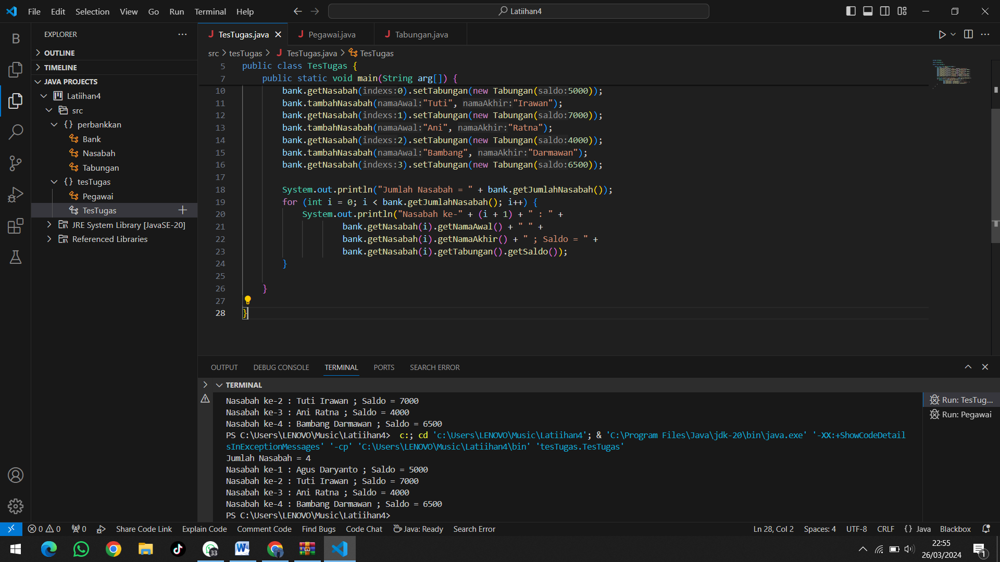 File Edit Selection View Go Run Terminal Help
Latiihan4
EXPLORER
OUTLINE
TIMELINE
JAVA PROJECTS
Latiihan4
src
{} perbankkan
Bank
Nasabah
Tabungan
{} tesTugas
Pegawai
TesTugas
JRE System Library [JavaSE-20]
Referenced Libraries
J TesTugas.java J Pegawai.java J Tabungan.java
src > tesTugas > J TesTugas.java > TesTugas
5 public class TesTugas {
7 public static void main(String arg[]) {
10 bank.getNasabah(indexs:0).setTabungan(new Tabungan(saldo:5000));
11 bank.tambahNasabah(namaAwal:"Tuti", namaAkhir:"Irawan");
12 bank.getNasabah(indexs:1).setTabungan(new Tabungan(saldo:7000));
13 bank.tambahNasabah(namaAwal:"Ani", namaAkhir:"Ratna");
14 bank.getNasabah(indexs:2).setTabungan(new Tabungan(saldo:4000));
15 bank.tambahNasabah(namaAwal:"Bambang", namaAkhir:"Darmawan");
16 bank.getNasabah(indexs:3).setTabungan(new Tabungan(saldo:6500));
17
18 System.out.println("Jumlah Nasabah = " + bank.getJumlahNasabah());
19 for (int i = 0; i < bank.getJumlahNasabah(); i++) {
20 System.out.println("Nasabah ke-" + (i + 1) + " : " +
21 bank.getNasabah(i).getNamaAwal() + " " +
22 bank.getNasabah(i).getNamaAkhir() + " ; Saldo = " +
23 bank.getNasabah(i).getTabungan().getSaldo());
24 }
25
26 }
27
28 }
OUTPUT DEBUG CONSOLE TERMINAL PORTS SEARCH ERROR
TERMINAL
Nasabah ke-2 : Tuti Irawan ; Saldo = 7000
Nasabah ke-3 : Ani Ratna ; Saldo = 4000
Nasabah ke-4 : Bambang Darmawan ; Saldo = 6500
PS C:\Users\LENOVO\Music\Latiihan4>  c:; cd 'c:\Users\LENOVO\Music\Latiihan4'; & 'C:\Program Files\Java\jdk-20\bin\java.exe' '-XX:+ShowCodeDetail
sInExceptionMessages' '-cp' 'C:\Users\LENOVO\Music\Latiihan4\bin' 'tesTugas.TesTugas'
Jumlah Nasabah = 4
Nasabah ke-1 : Agus Daryanto ; Saldo = 5000
Nasabah ke-2 : Tuti Irawan ; Saldo = 7000
Nasabah ke-3 : Ani Ratna ; Saldo = 4000
Nasabah ke-4 : Bambang Darmawan ; Saldo = 6500
PS C:\Users\LENOVO\Music\Latiihan4>
Run: TesTug...
Run: Pegawai
0 0 0 Share Code Link Explain Code Comment Code Find Bugs Code Chat Java: Ready Search Error
Ln 28, Col 2 Spaces: 4 UTF-8 CRLF {} Java Blackbox
33
22:55
26/03/2024
1